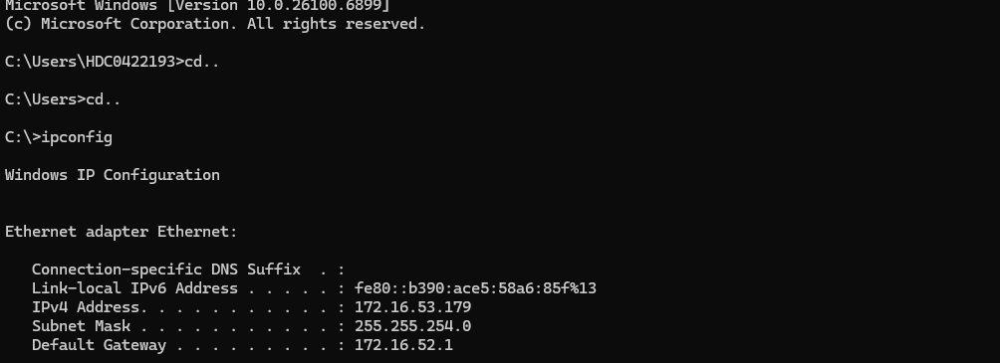 Microsoft Windows [Version 10.0.26100.6899]
(c) Microsoft Corporation. All rights reserved.
C:\Users\HDC0422193>cd..
C:\Users>cd..
C:\>ipconfig
Windows IP Configuration
Ethernet adapter Ethernet:
Connection-specific DNS Suffix  . :
Link-local IPv6 Address . . . . . : fe80::b390:ace5:58a6:85f%13
IPv4 Address. . . . . . . . . . . : 172.16.53.179
Subnet Mask . . . . . . . . . . . : 255.255.254.0
Default Gateway . . . . . . . . . : 172.16.52.1